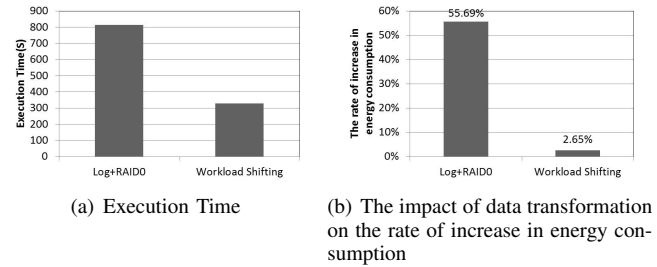 900
800
700
600
500
400
300
200
100
0
Execution Time(S)
Log+RAID0 Workload Shifting
(a) Execution Time
60%
50%
40%
30%
20%
10%
0%
The rate of increase in
energy consumption
55.69%
2.65%
Log+RAID0 Workload Shifting
(b) The impact of data transformation
on the rate of increase in energy con-
sumption